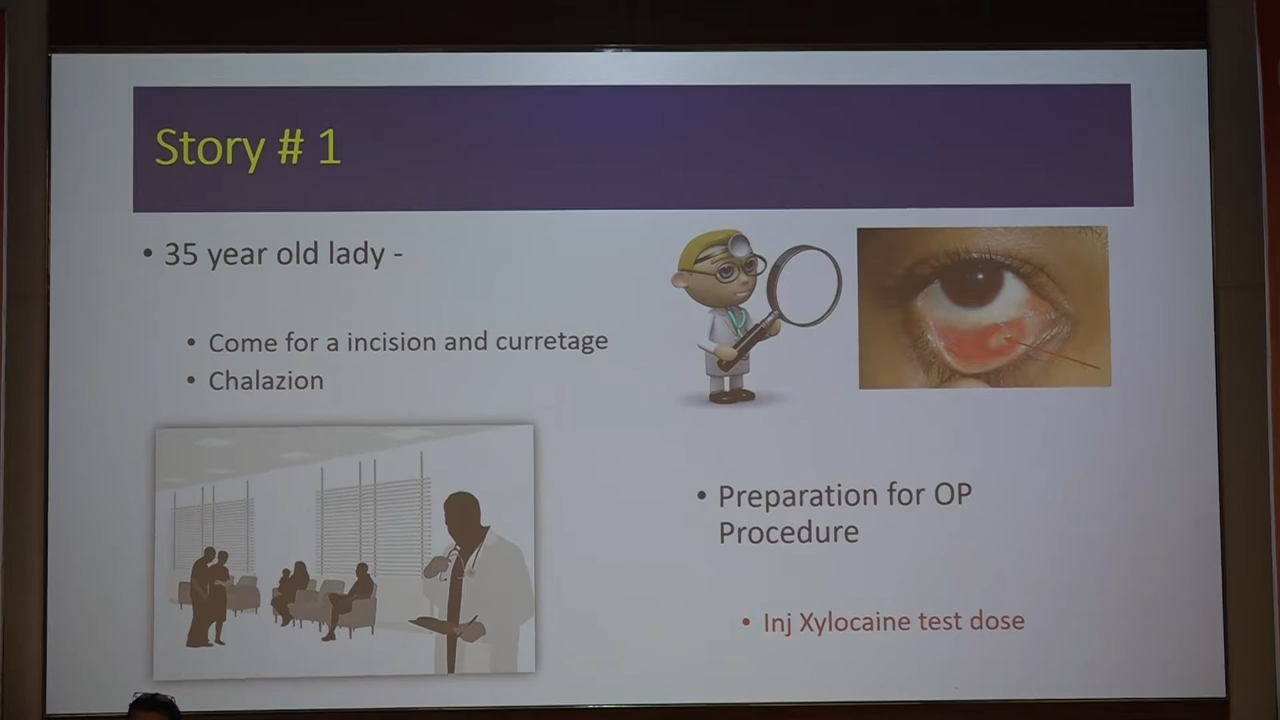 Story # 1
• 35 year old lady -
• Come for a incision and curretage
• Chalazion
• Preparation for OP
Procedure
• Inj Xylocaine test dose